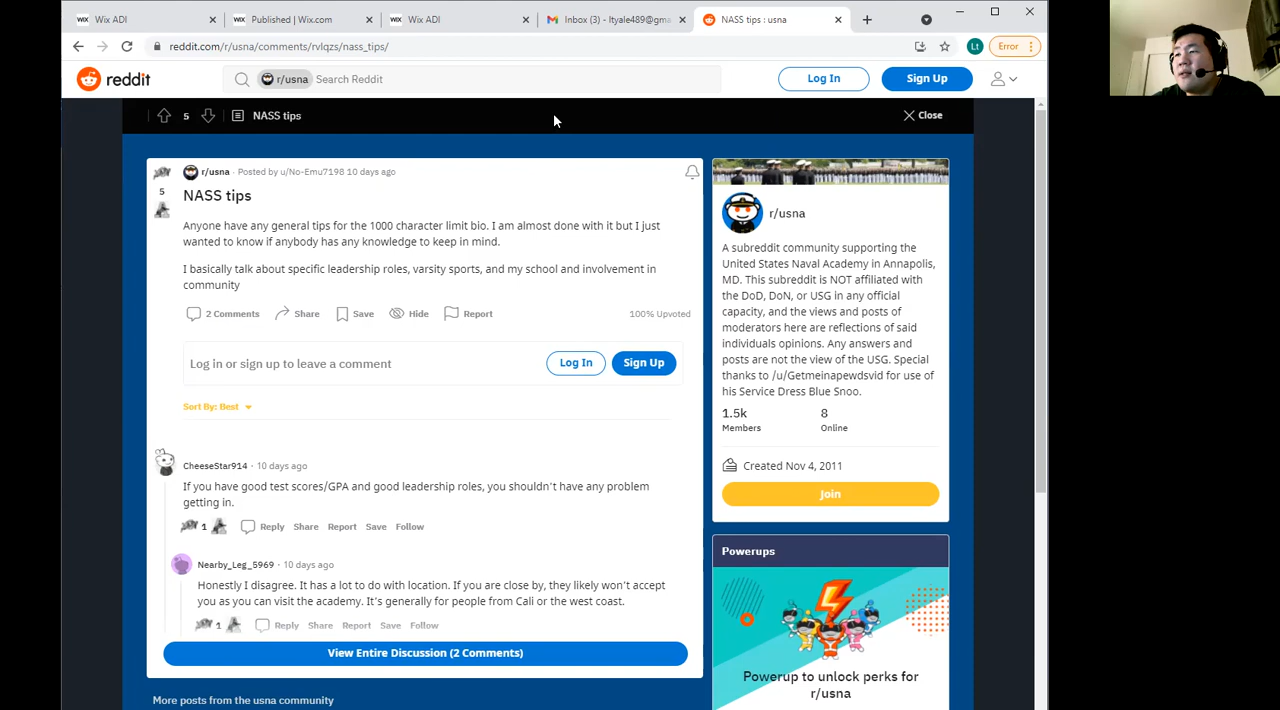 WIX Wix ADI
WIX Published | Wix.com
WIX Wix ADI
Inbox (3) - ltyale489@gma
NASS tips : usna
reddit.com/r/usna/comments/rvlqzs/nass_tips/
Lt
Error
reddit
r/usna Search Reddit
Log In
Sign Up
5
NASS tips
Close
r/usna · Posted by u/No-Emu7198 10 days ago
5
NASS tips
Anyone have any general tips for the 1000 character limit bio. I am almost done with it but I just
wanted to know if anybody has any knowledge to keep in mind.
I basically talk about specific leadership roles, varsity sports, and my school and involvement in
community
2 Comments Share Save Hide Report 100% Upvoted
Log in or sign up to leave a comment Log In Sign Up
Sort By: Best
CheeseStar914 · 10 days ago
If you have good test scores/GPA and good leadership roles, you shouldn't have any problem
getting in.
1 Reply Share Report Save Follow
Nearby_Leg_5969 · 10 days ago
Honestly I disagree. It has a lot to do with location. If you are close by, they likely won't accept
you as you can visit the academy. It's generally for people from Cali or the west coast.
1 Reply Share Report Save Follow
View Entire Discussion (2 Comments)
More posts from the usna community
r/usna
A subreddit community supporting the
United States Naval Academy in Annapolis,
MD. This subreddit is NOT affiliated with
the DoD, DoN, or USG in any official
capacity, and the views and posts of
moderators here are reflections of said
individuals opinions. Any answers and
posts are not the view of the USG. Special
thanks to /u/Getmeinapewdsvid for use of
his Service Dress Blue Snoo.
1.5k 8
Members Online
Created Nov 4, 2011
Join
Powerups
Powerup to unlock perks for
r/usna